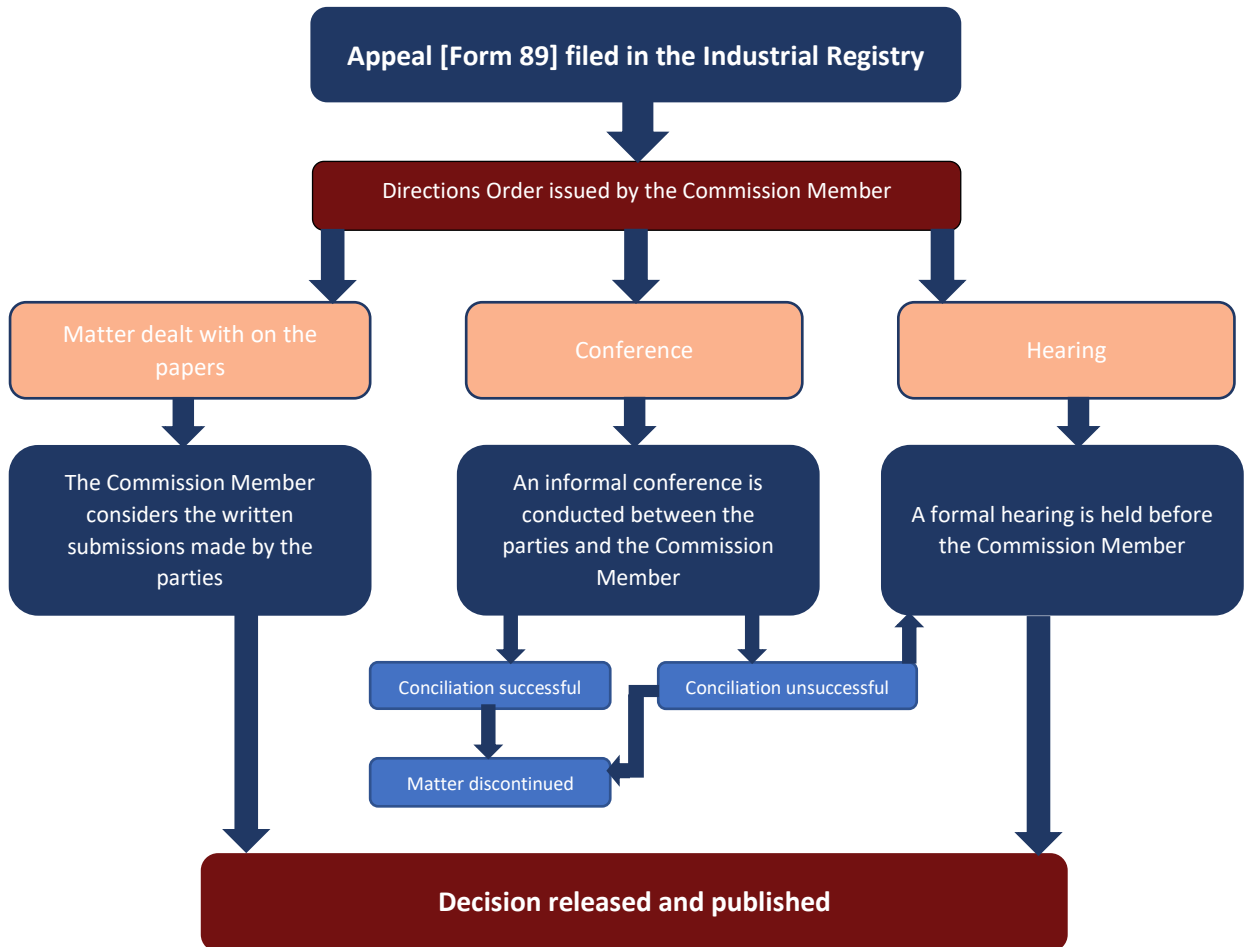 Appeal [Form 89] filed in the Industrial Registry
Directions Order issued by the Commission Member
Matter dealt with on the
papers
Conference
Hearing
The Commission Member
considers the written
submissions made by the
parties
An informal conference is
conducted between the
parties and the Commission
Member
A formal hearing is held before
the Commission Member
Conciliation successful
Conciliation unsuccessful
Matter discontinued
Decision released and published